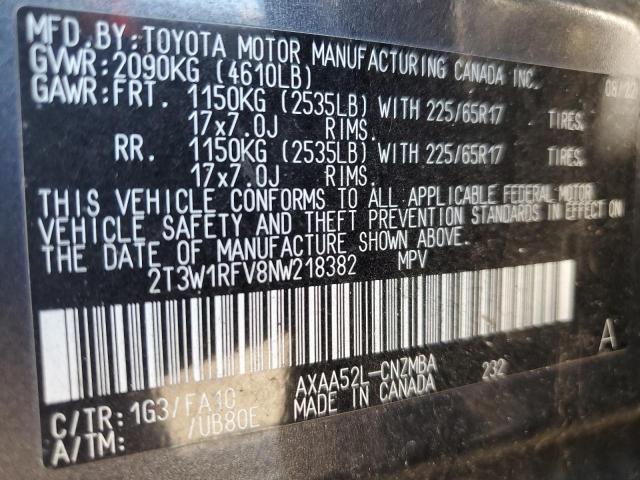 MFD.BY:TOYOTA MOTOR MANUFACTURING CANADA INC. 08/22
GVWR:2090KG (4610LB)
GAWR:FRT. 1150KG (2535LB) WITH 225/65R17 TIRES,
17x7.0J RIMS.
RR. 1150KG (2535LB) WITH 225/65R17 TIRES,
17x7.0J RIMS.
THIS VEHICLE CONFORMS TO ALL APPLICABLE FEDERAL MOTOR
VEHICLE SAFETY AND THEFT PREVENTION STANDARDS IN EFFECT ON
THE DATE OF MANUFACTURE SHOWN ABOVE.
2T3W1RFV8NW218382 MPV
A
C/TR: 1G3/FA10 AXAA52L-CNZMBA 232
A/TM: /UB80E MADE IN CANADA